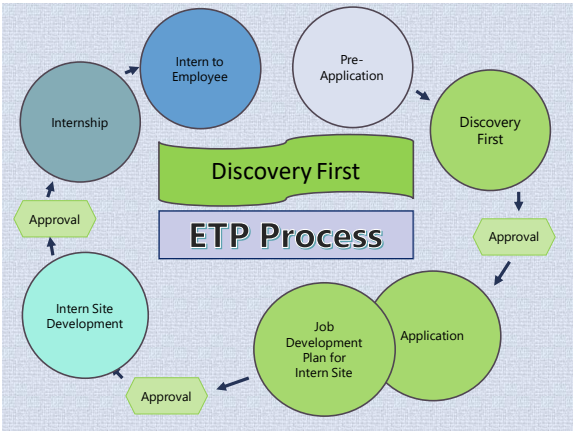 Pre-
Application
Discovery
First
Approval
Application
Job
Development
Plan for
Intern Site
Approval
Intern Site
Development
Approval
Internship
Intern to
Employee
Discovery First
ETP Process